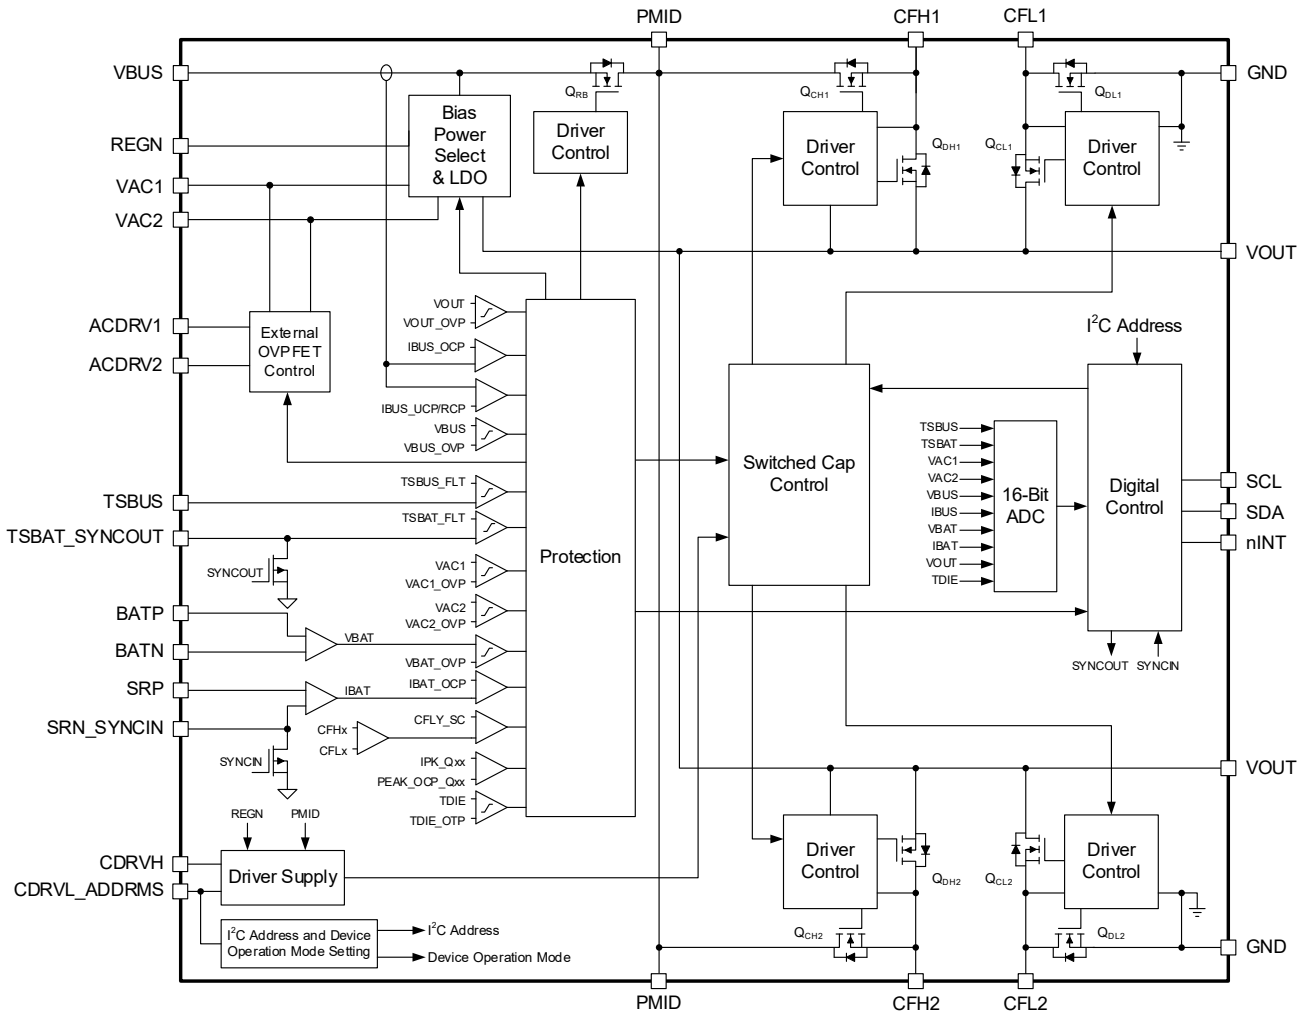 PMID
CFH1
CFL1
VBUS
REGN
VAC1
VAC2
ACDRV1
ACDRV2
TSBUS
TSBAT_SYNCOUT
BATP
BATN
SRP
SRN_SYNCIN
CDRVH
CDRVL_ADDRMS
Bias
Power
Select
& LDO
QRB
Driver
Control
QCH1
Driver
Control
QDH1
QCL1
QDL1
Driver
Control
GND
VOUT
External
OVPFET
Control
VOUT
VOUT_OVP
IBUS_OCP
IBUS_UCP/RCP
VBUS
VBUS_OVP
TSBUS_FLT
TSBAT_FLT
VAC1
VAC1_OVP
VAC2
VAC2_OVP
VBAT
VBAT_OVP
IBAT_OCP
IBAT
CFLY_SC
CFHx
CFLx
IPK_Qxx
PEAK_OCP_Qxx
TDIE
TDIE_OTP
SYNCOUT
SYNCIN
Protection
Switched Cap
Control
I²C Address
TSBUS
TSBAT
VAC1
VAC2
VBUS
IBUS
VBAT
IBAT
VOUT
TDIE
16-Bit
ADC
Digital
Control
SCL
SDA
nINT
SYNCOUT
SYNCIN
REGN
PMID
Driver Supply
I²C Address and Device
Operation Mode Setting
I²C Address
Device Operation Mode
Driver
Control
QDH2
QCH2
QCL2
QDL2
Driver
Control
VOUT
GND
PMID
CFH2
CFL2